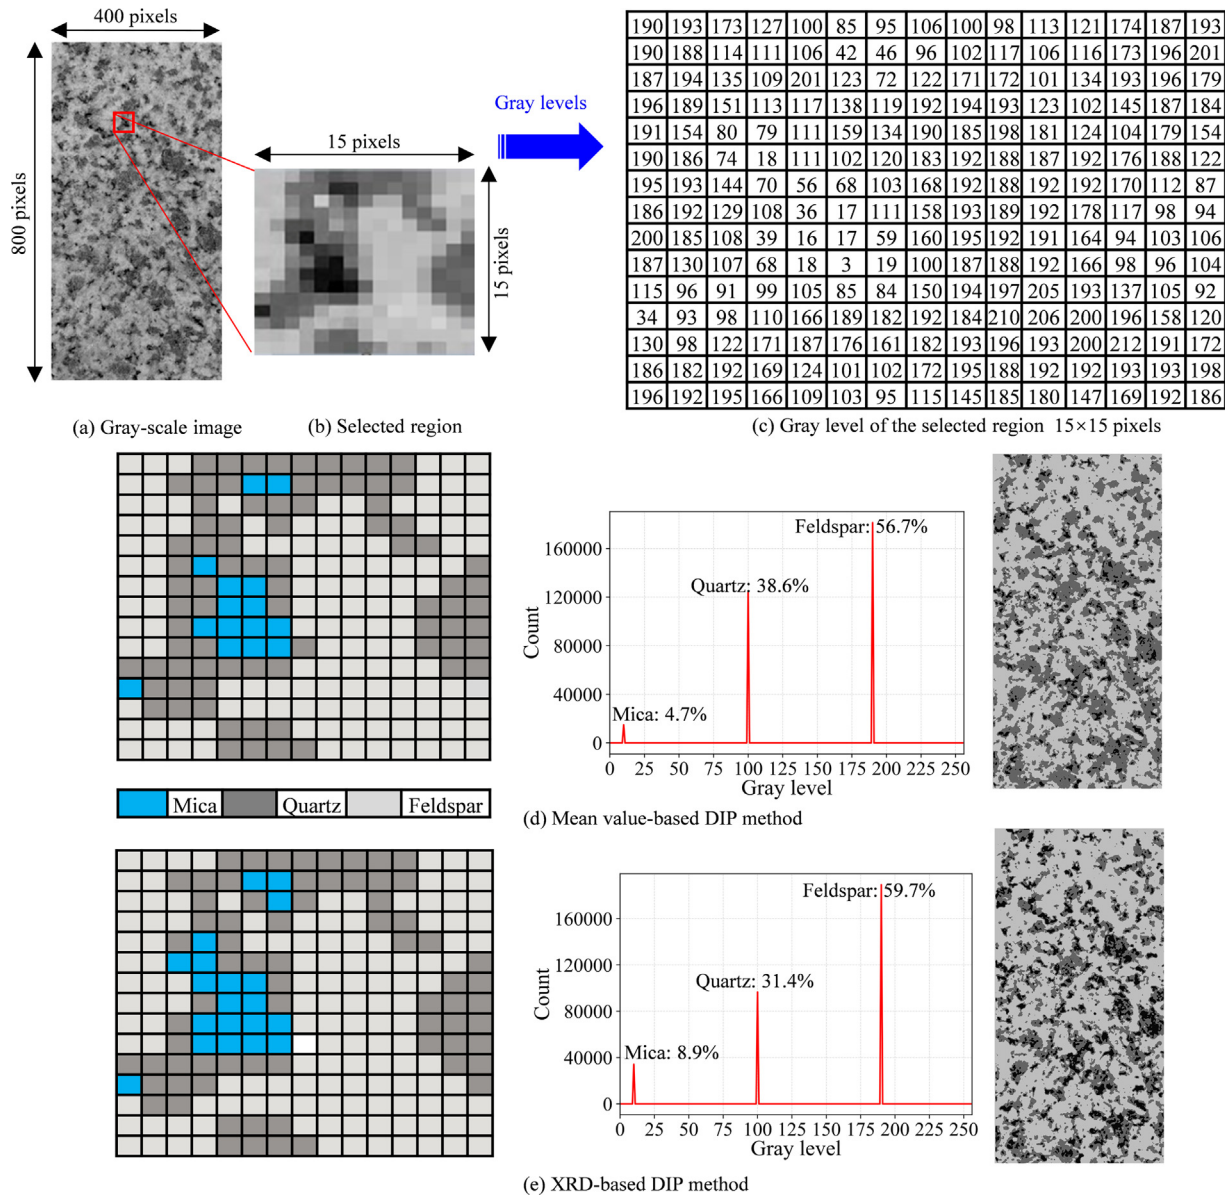 400 pixels
800 pixels
15 pixels
15 pixels
Gray levels
190 193 173 127 100 85 95 106 100 98 113 121 174 187 193
190 188 114 111 106 42 46 96 102 117 106 116 173 196 201
187 194 135 109 201 123 72 122 171 172 101 134 193 196 179
196 189 151 113 117 138 119 192 194 193 123 102 145 187 184
191 154 80 79 111 159 134 190 185 198 181 124 104 179 154
190 186 74 18 111 102 120 183 192 188 187 192 176 188 122
195 193 144 70 56 68 103 168 192 188 192 192 170 112 87
186 192 129 108 36 17 111 158 193 189 192 178 117 98 94
200 185 108 39 16 17 59 160 195 192 191 164 94 103 106
187 130 107 68 18 3 19 100 187 188 192 166 98 96 104
115 96 91 99 105 85 84 150 194 197 205 193 137 105 92
34 93 98 110 166 189 182 192 184 210 206 200 196 158 120
130 98 122 171 187 176 161 182 193 196 193 200 212 191 172
186 182 192 169 124 101 102 172 195 188 192 192 193 193 198
196 192 195 166 109 103 95 115 145 185 180 147 169 192 186
(a) Gray-scale image
(b) Selected region
(c) Gray level of the selected region 15×15 pixels
Mica Quartz Feldspar
Count
160000
120000
80000
40000
0
Feldspar: 56.7%
Quartz: 38.6%
Mica: 4.7%
0 25 50 75 100 125 150 175 200 225 250
Gray level
(d) Mean value-based DIP method
Count
160000
120000
80000
40000
0
Feldspar: 59.7%
Quartz: 31.4%
Mica: 8.9%
0 25 50 75 100 125 150 175 200 225 250
Gray level
(e) XRD-based DIP method